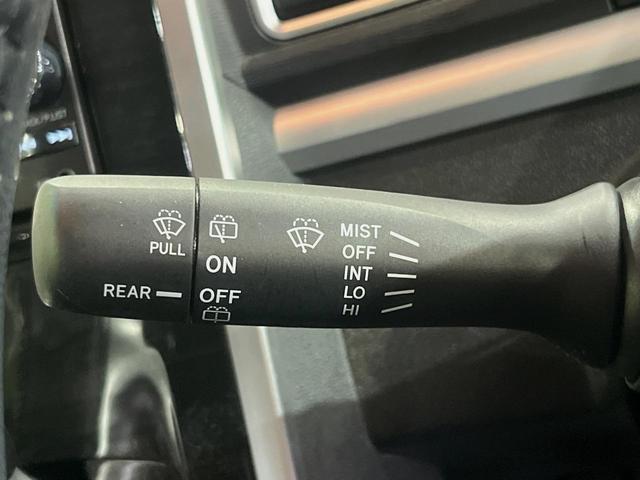 PULL
REAR
ON
OFF
MIST
OFF
INT
LO
HI